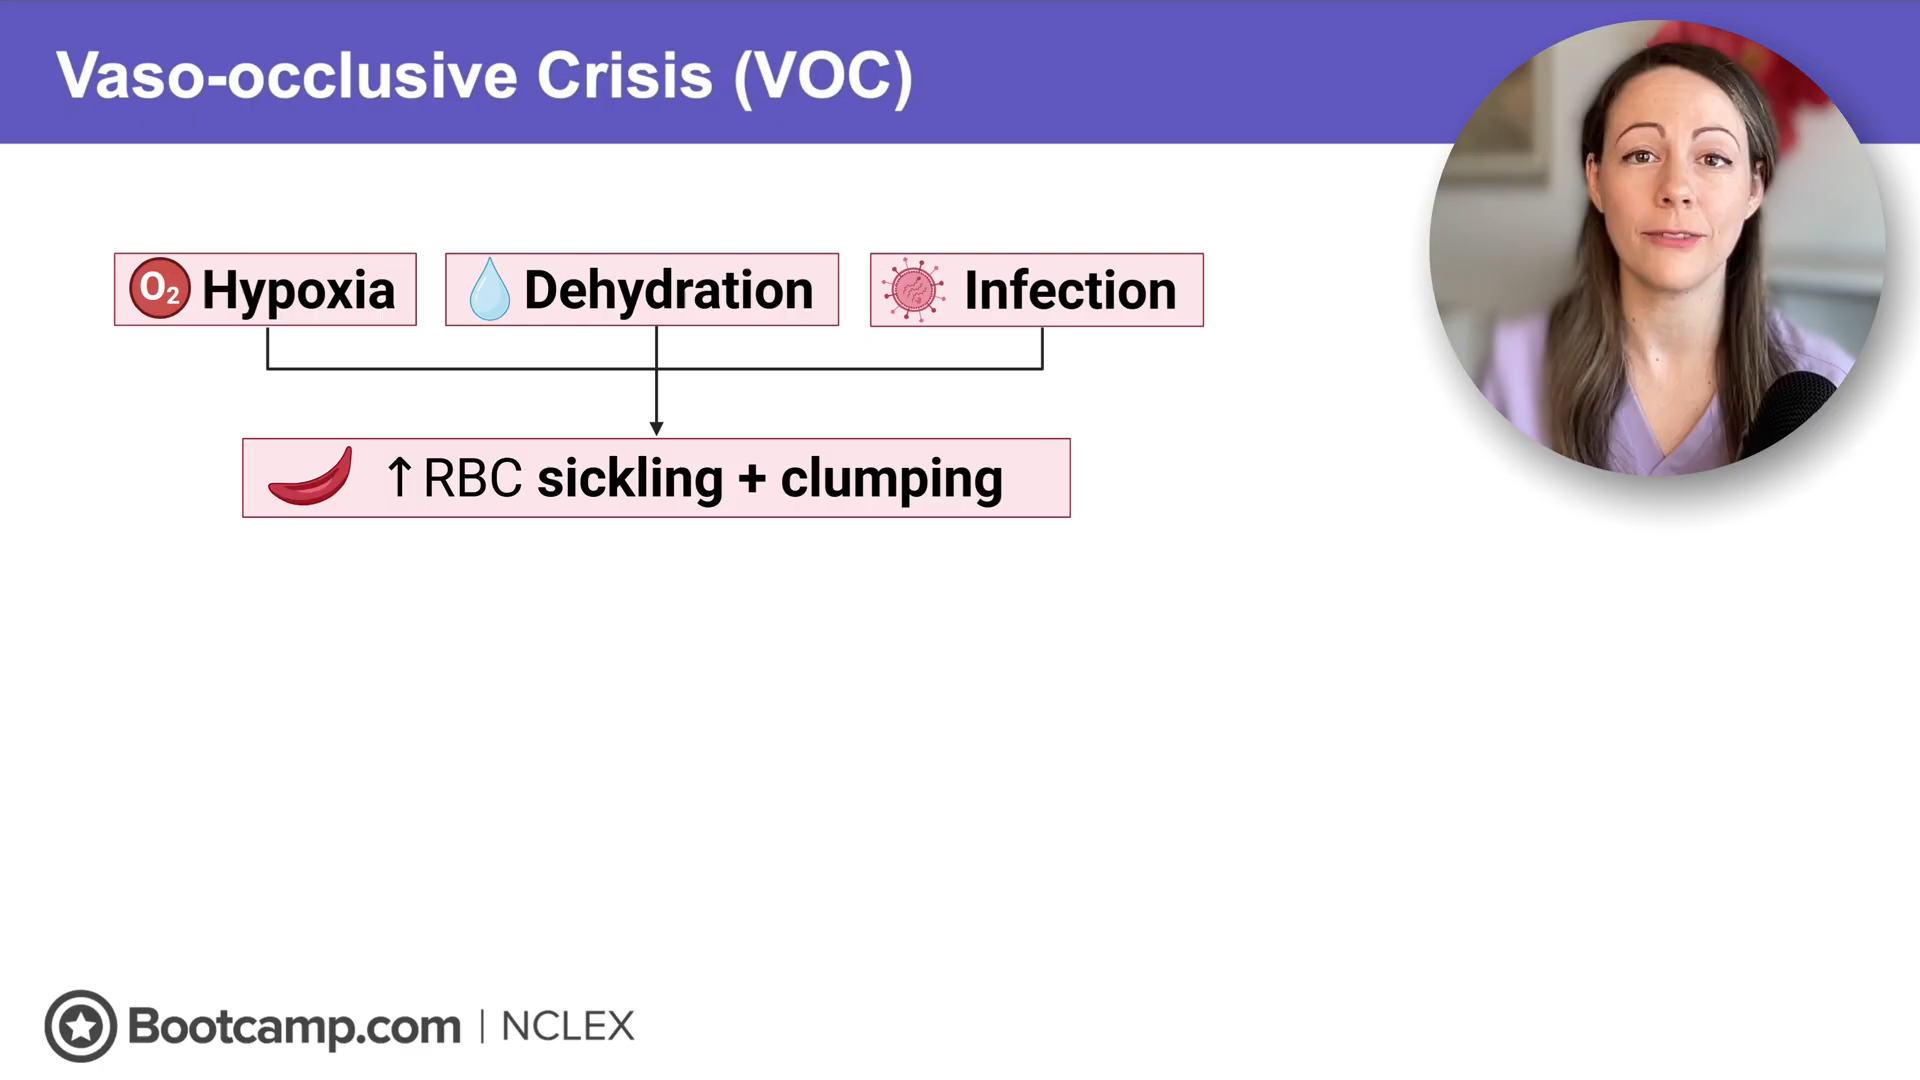 Vaso-occlusive Crisis (VOC)
O₂ Hypoxia
Dehydration
Infection
↑ RBC sickling + clumping
Bootcamp.com | NCLEX